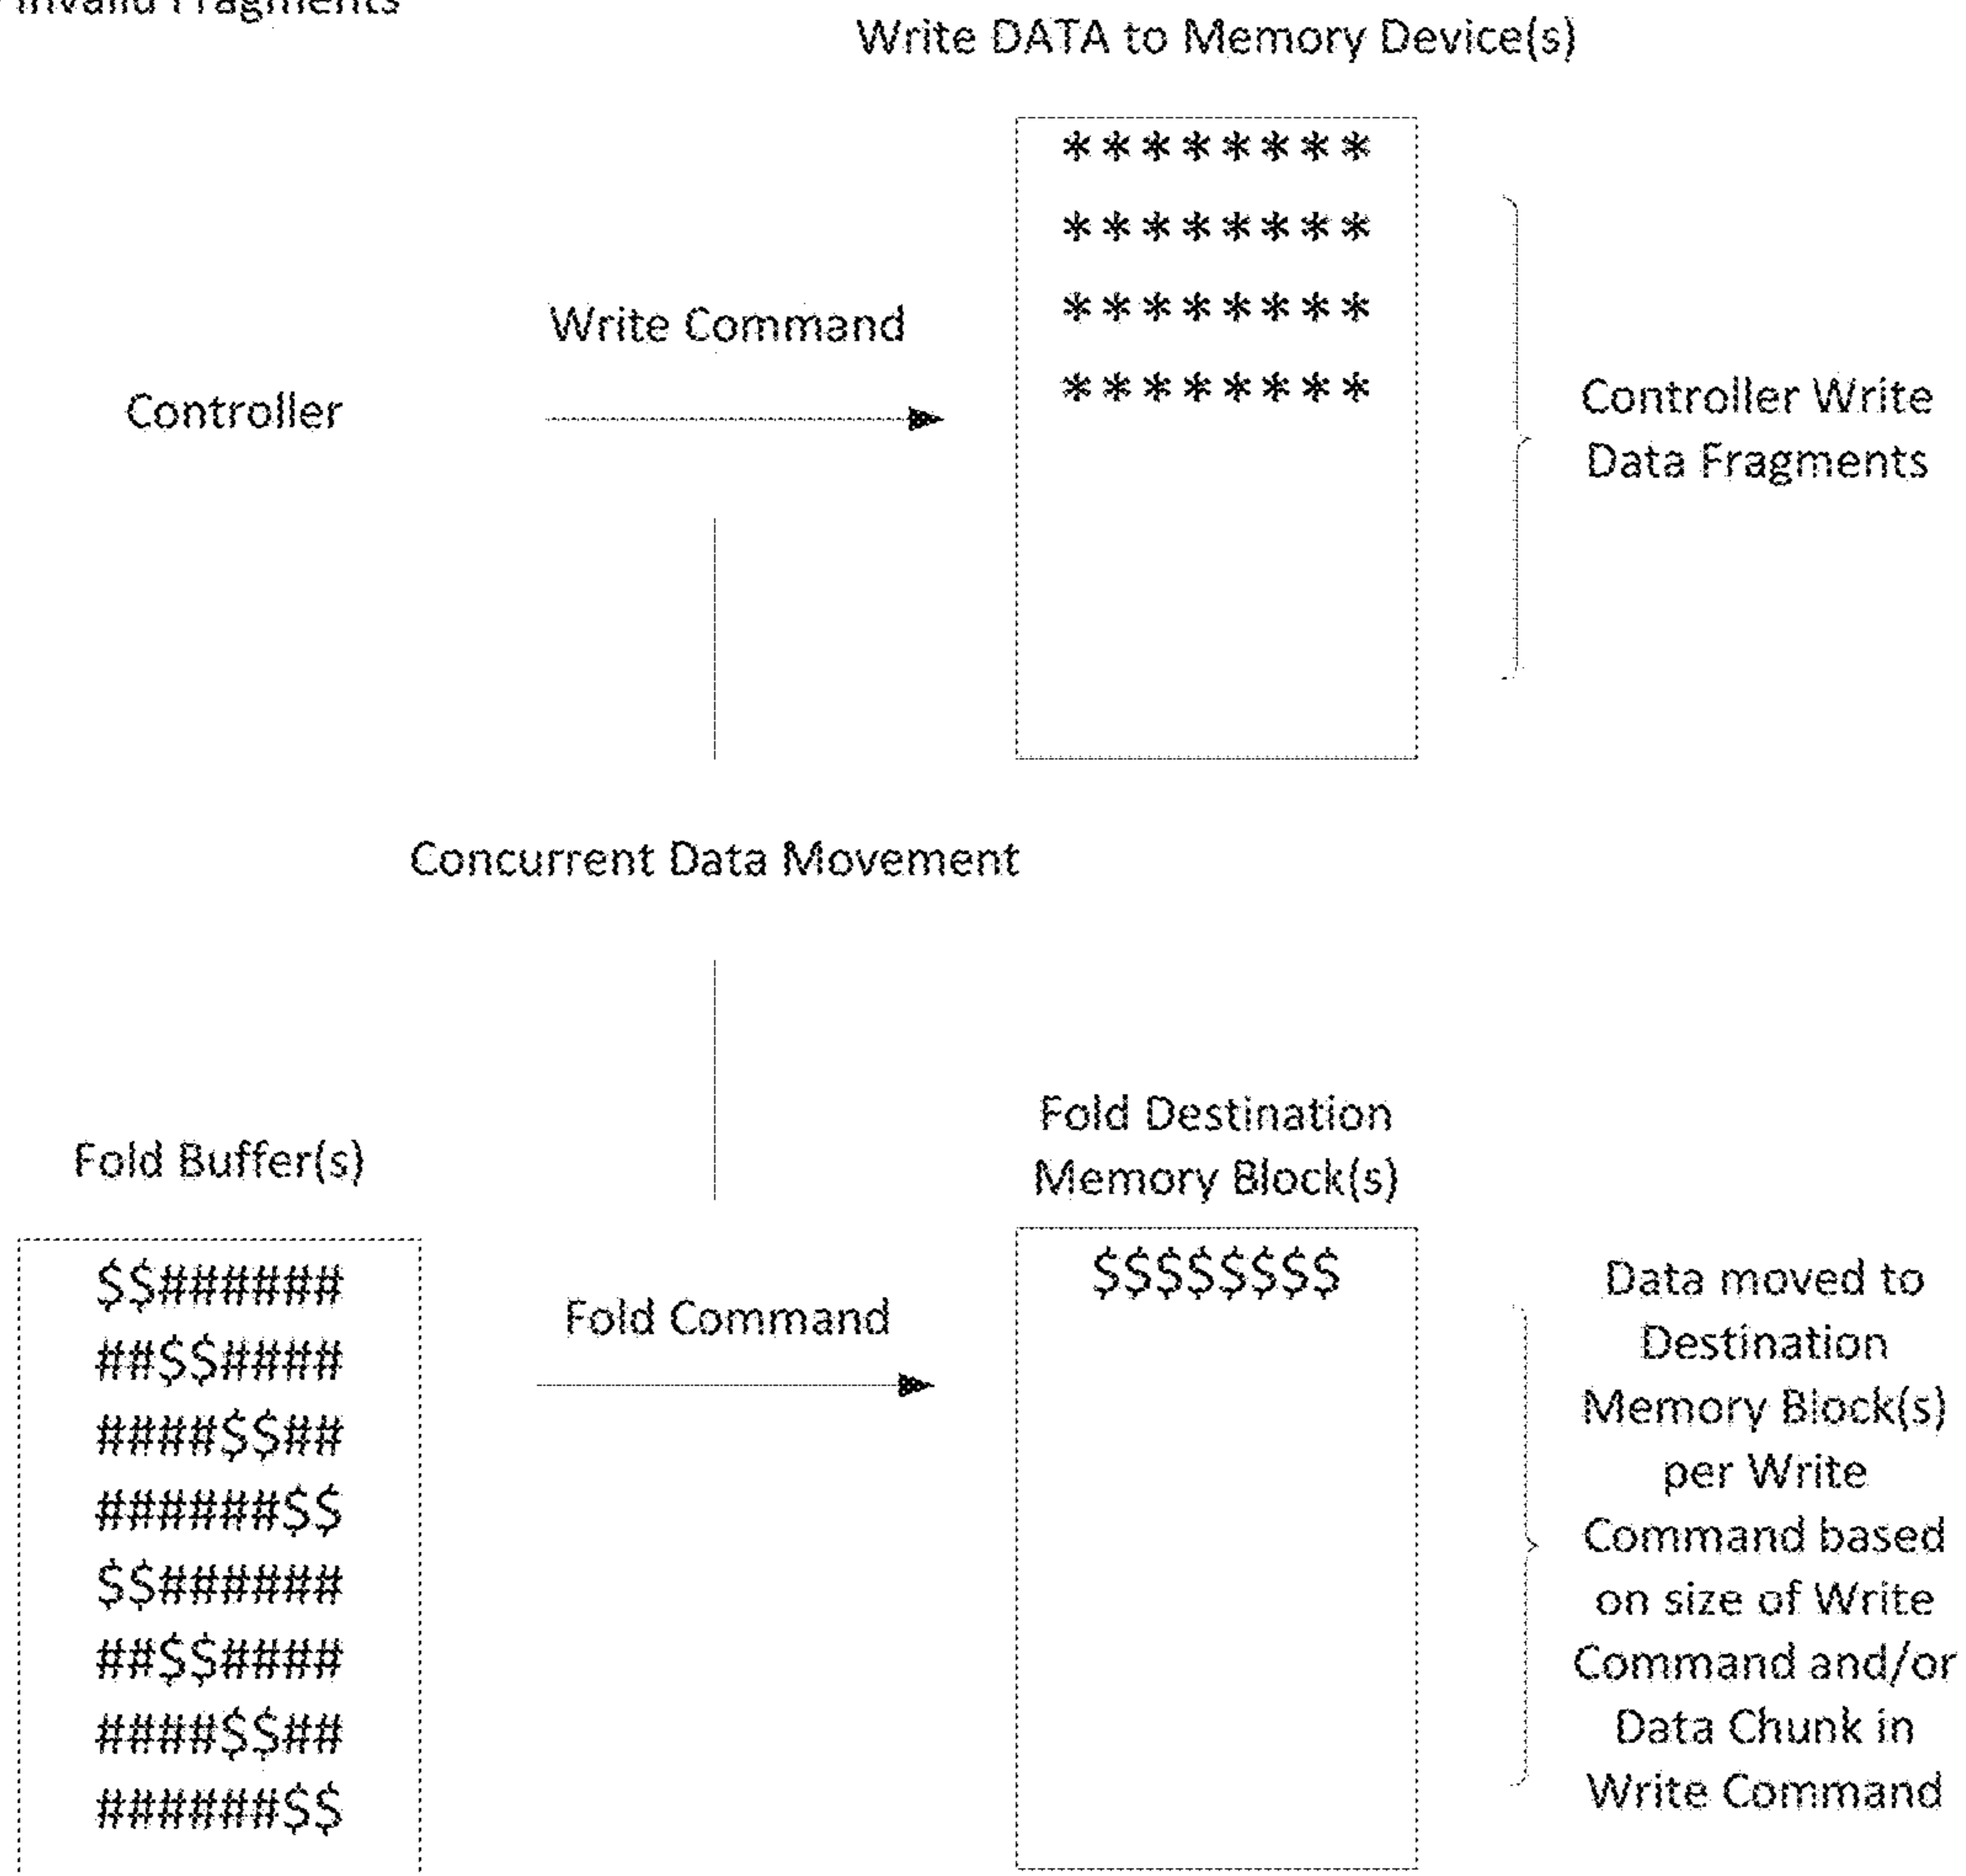 Invalid Fragments
Write DATA to Memory Device(s)
* * * * * * * *
* * * * * * * *
* * * * * * * *
* * * * * * * *
Write Command
Controller
Controller Write
Data Fragments
Concurrent Data Movement
Fold Buffer(s)
$$######
##$$####
####$$##
######$$
$$######
##$$####
####$$##
######$$
Fold Command
Fold Destination
Memory Block(s)
$$$$$$$$
Data moved to
Destination
Memory Block(s)
per Write
Command based
on size of Write
Command and/or
Data Chunk in
Write Command